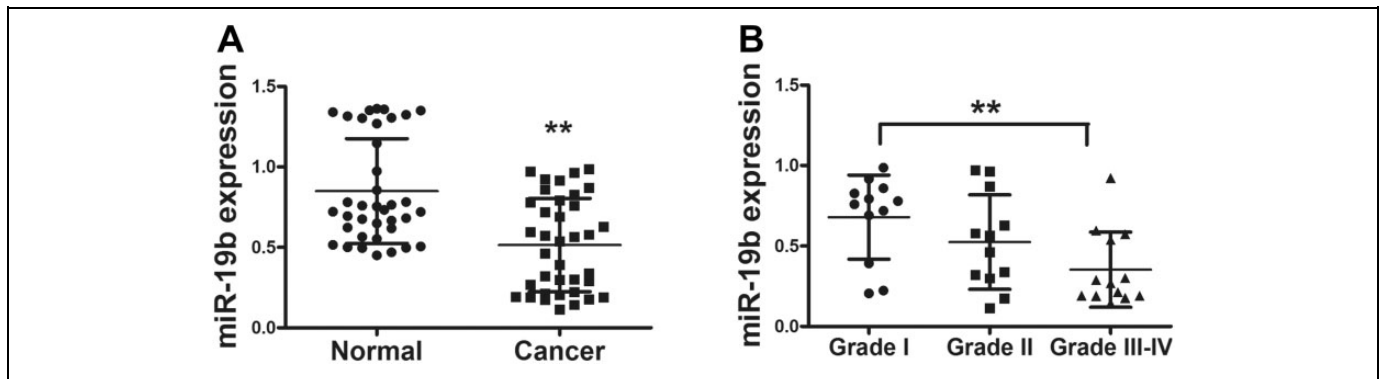 A
miR-19b expression
1.5
1.0
0.5
0.0
**
Normal
Cancer
B
miR-19b expression
1.5
1.0
0.5
0.0
**
Grade I
Grade II
Grade III-IV